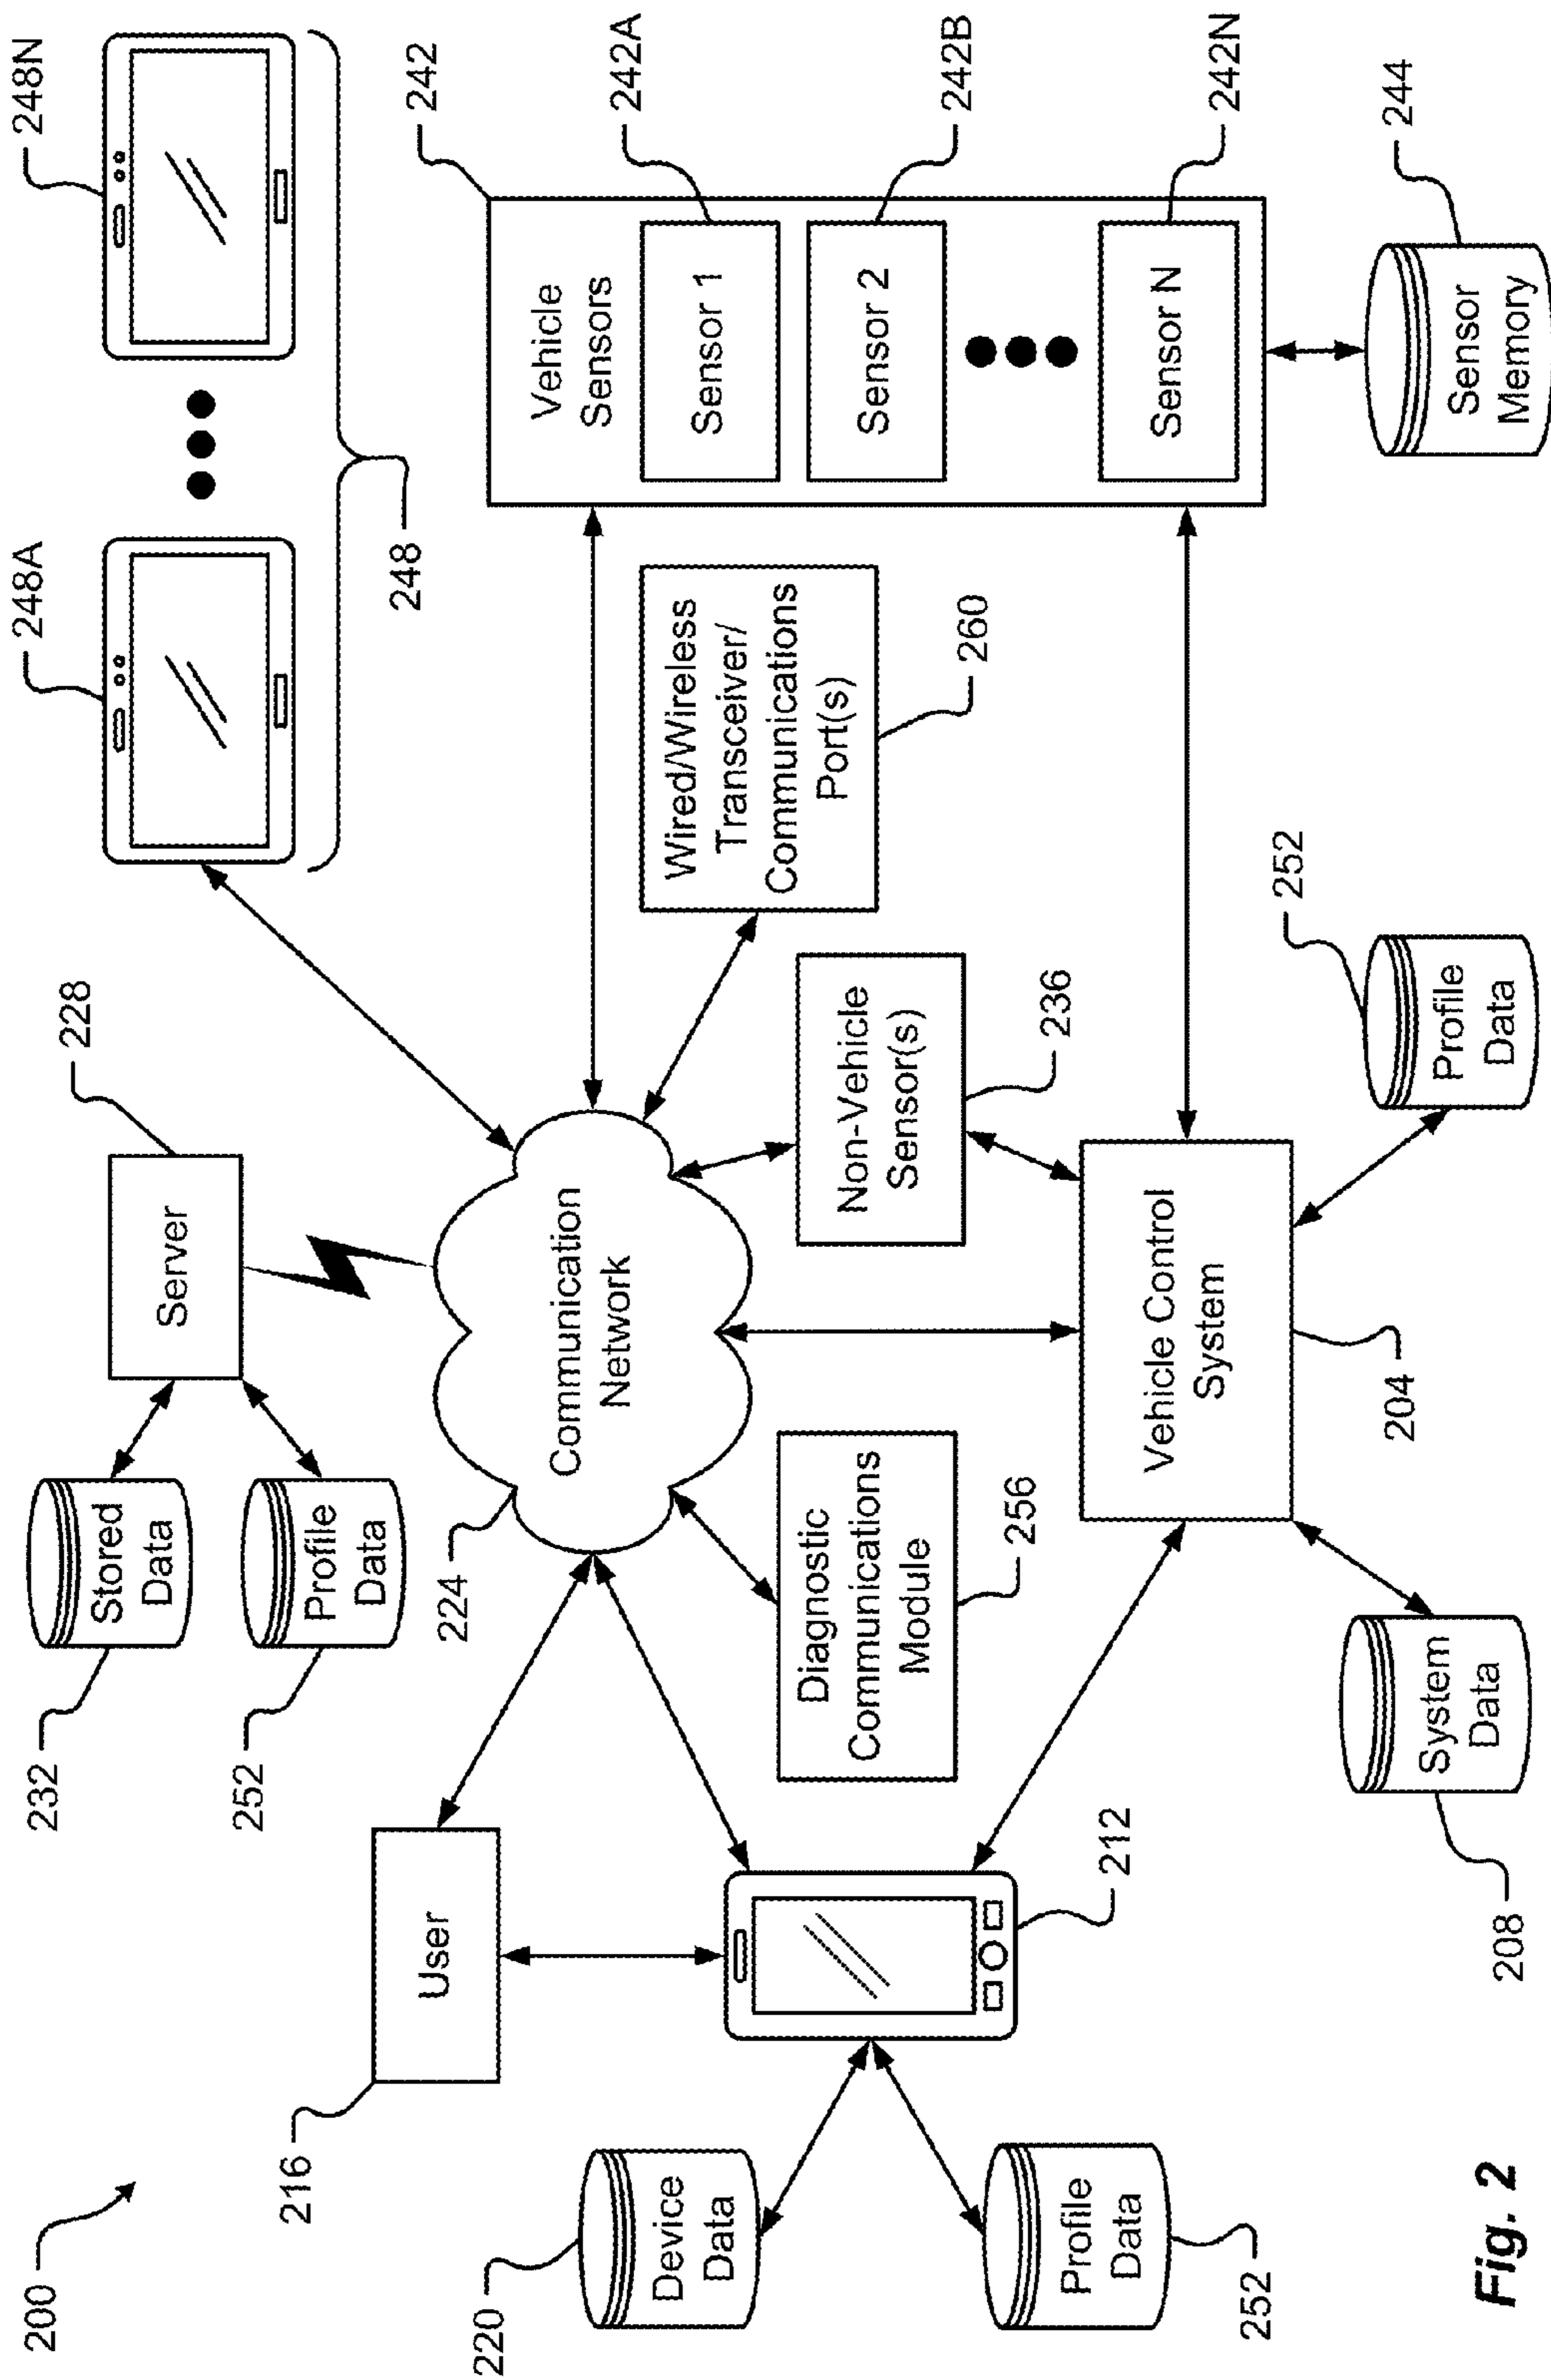 200
216
User
220
Device
Data
252
Profile
Data
212
232
Stored
Data
252
Profile
Data
Server
228
224
Communication
Network
248A
248N
248
Vehicle
Sensors
242
Sensor 1
242A
Sensor 2
242B
Sensor N
242N
Sensor
Memory
244
Wired/Wireless
Transceiver/
Communications
Port(s)
260
Non-Vehicle
Sensor(s)
236
Diagnostic
Communications
Module
256
Vehicle Control
System
204
System
Data
208
Profile
Data
252
Fig. 2